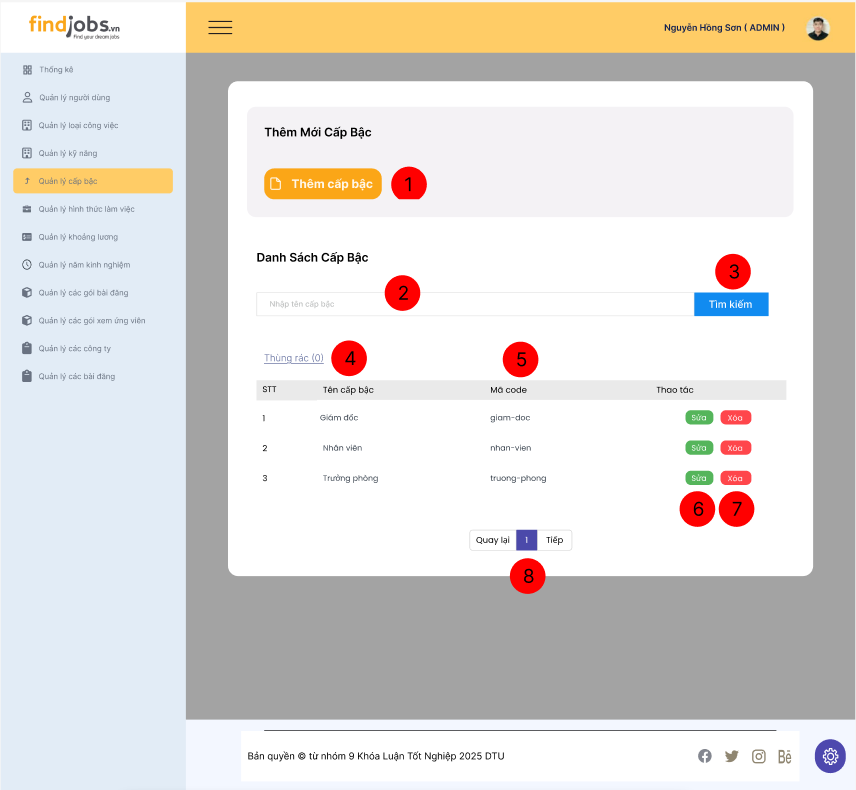 findjobs.vn
Find your dream jobs
Nguyễn Hồng Sơn ( ADMIN )
Thống kê
Quản lý người dùng
Quản lý loại công việc
Quản lý kỹ năng
Quản lý cấp bậc
Quản lý hình thức làm việc
Quản lý khoảng lương
Quản lý năm kinh nghiệm
Quản lý các gói bài đăng
Quản lý các gói xem ứng viên
Quản lý các công ty
Quản lý các bài đăng
Thêm Mới Cấp Bậc
Thêm cấp bậc
1
Danh Sách Cấp Bậc
3
2
Nhập tên cấp bậc
Tìm kiếm
Thùng rác (0)
4
5
STT Tên cấp bậc Mã code Thao tác
1 Giám đốc giam-doc Sửa Xóa
2 Nhân viên nhan-vien Sửa Xóa
3 Trưởng phòng truong-phong Sửa Xóa
6 7
Quay lại 1 Tiếp
8
Bản quyền © từ nhóm 9 Khóa Luận Tốt Nghiệp 2025 DTU
Bē